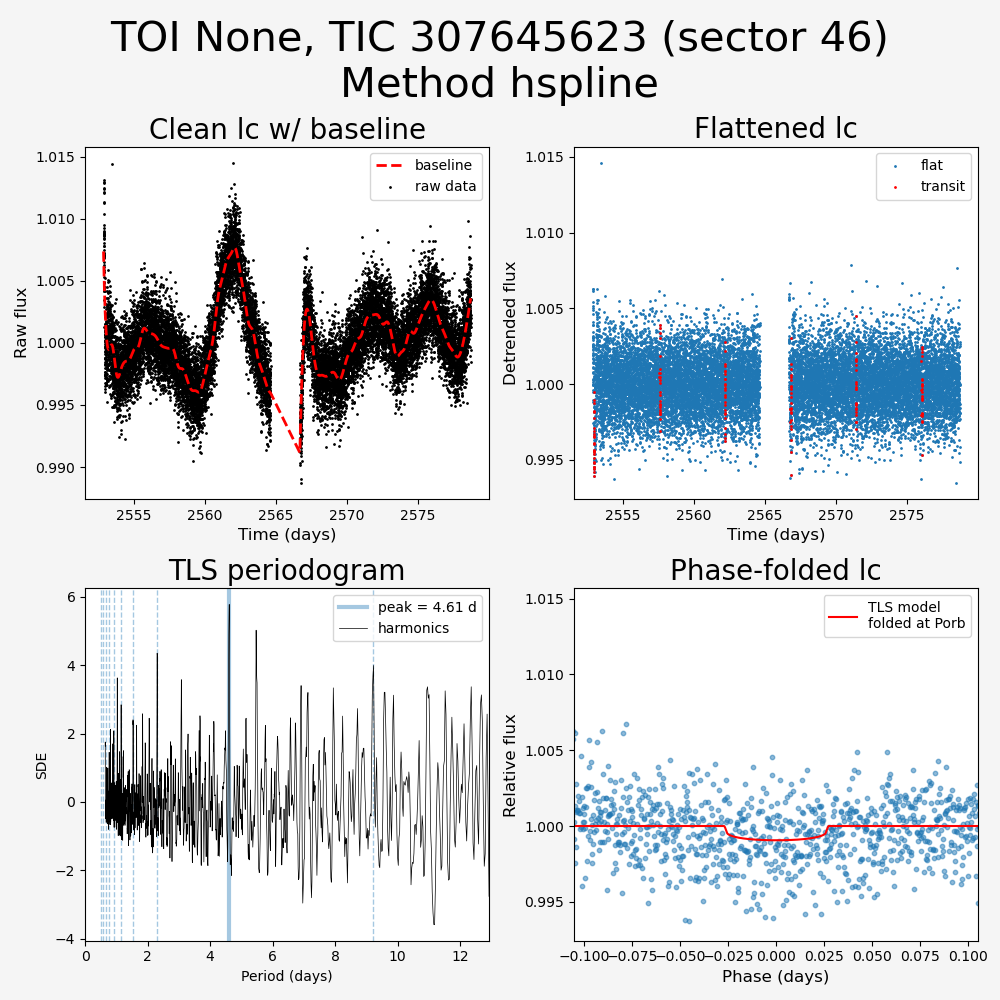 TOI None, TIC 307645623 (sector 46)
Method hspline
Clean lc w/ baseline
Flattened lc
1.015
1.010
1.005
1.000
0.995
0.990
Raw flux
baseline
raw data
2555
2560
2565
2570
2575
Time (days)
1.015
1.010
1.005
1.000
0.995
Detrended flux
flat
transit
2555
2560
2565
2570
2575
Time (days)
TLS periodogram
Phase-folded lc
6
4
2
0
−2
−4
SDE
peak = 4.61 d
harmonics
0
2
4
6
8
10
12
Period (days)
1.015
1.010
1.005
1.000
0.995
Relative flux
TLS model
folded at Porb
−0.100
−0.075
−0.050
−0.025
0.000
0.025
0.050
0.075
0.100
Phase (days)